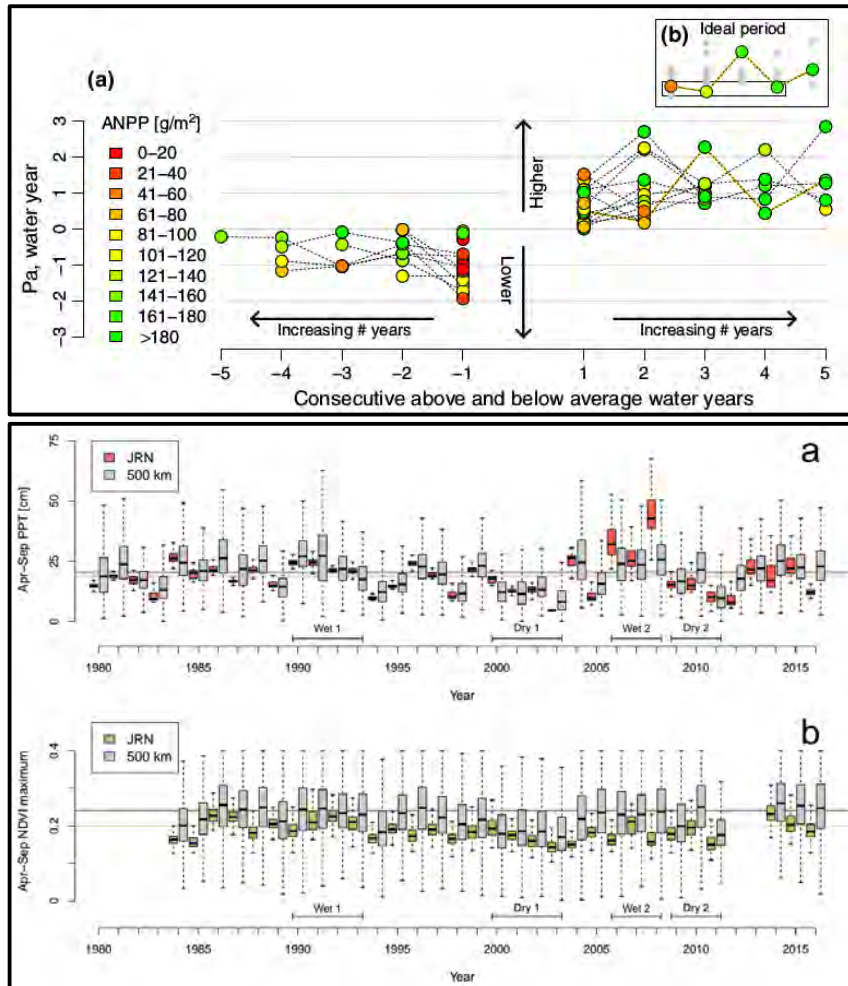 (b) Ideal period
(a)
ANPP [g/m²]
0–20
21–40
41–60
61–80
81–100
101–120
121–140
141–160
161–180
>180
Pa, water year
3
2
1
0
−1
−2
−3
Higher
Lower
Increasing # years
Increasing # years
−5 −4 −3 −2 −1 1 2 3 4 5
Consecutive above and below average water years
a
JRN
500 km
Apr-Sep PPT [cm]
75
50
25
0
Wet 1 Dry 1 Wet 2 Dry 2
1980 1985 1990 1995 2000 2005 2010 2015
Year
b
JRN
500 km
Apr-Sep NDVI maximum
0.4
0.2
0
Wet 1 Dry 1 Wet 2 Dry 2
1980 1985 1990 1995 2000 2005 2010 2015
Year